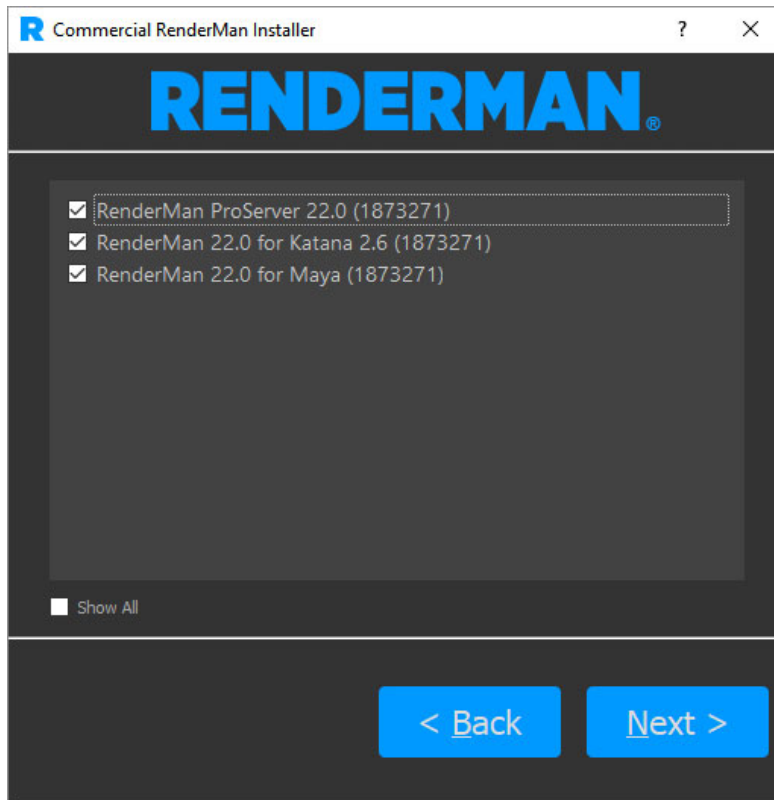 Commercial RenderMan Installer ?
RENDERMAN®
RenderMan ProServer 22.0 (1873271)
RenderMan 22.0 for Katana 2.6 (1873271)
RenderMan 22.0 for Maya (1873271)
Show All
< Back Next >